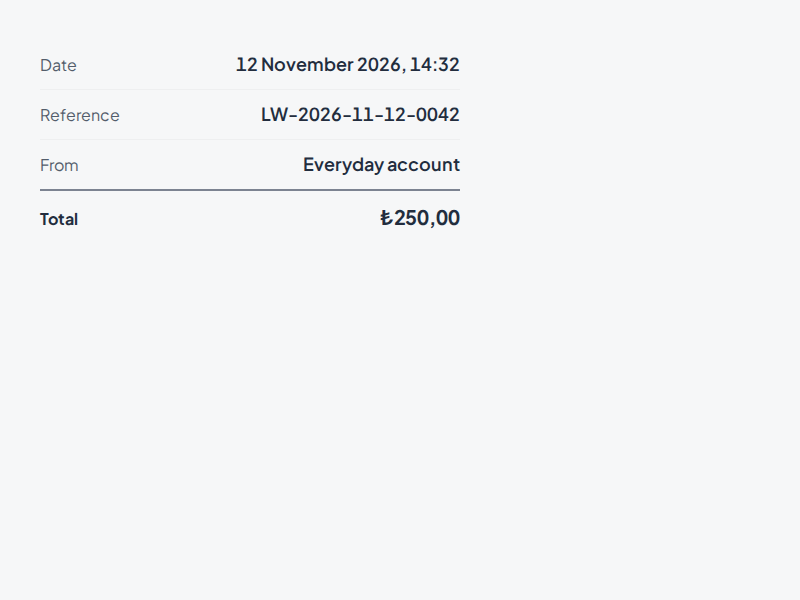 Date 12 November 2026, 14:32
Reference LW-2026-11-12-0042
From Everyday account
Total ₺250,00